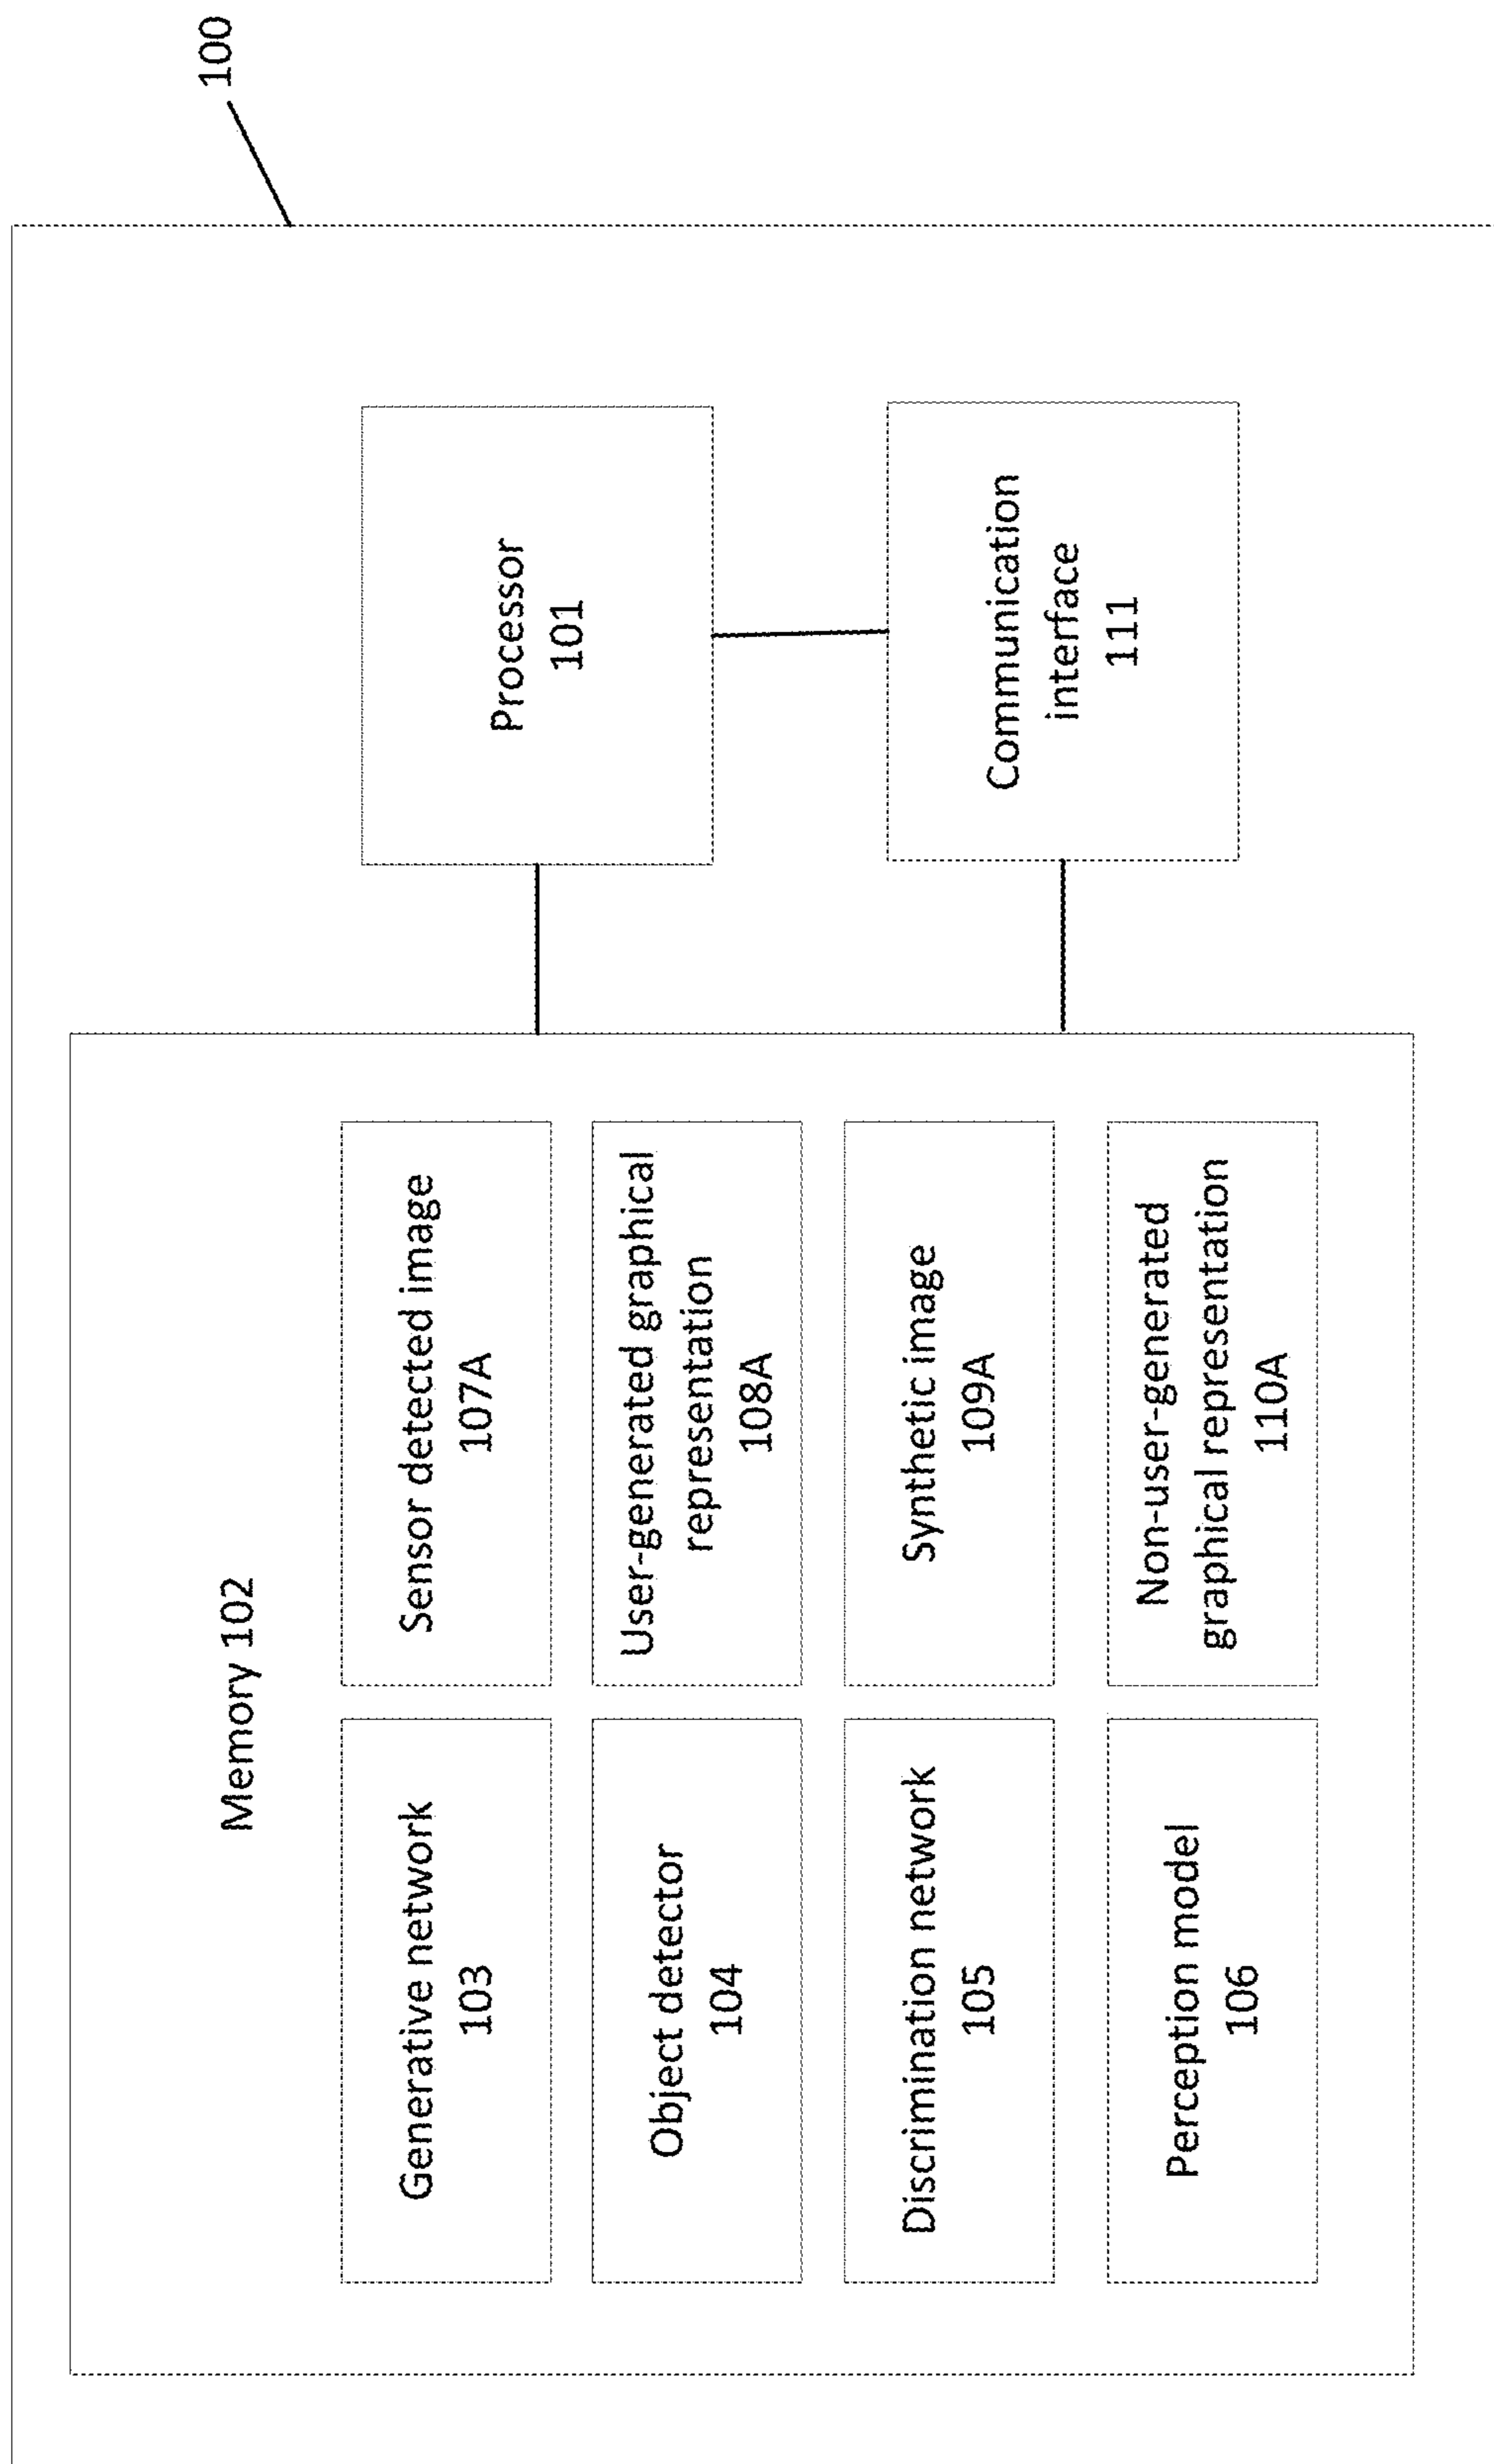 100
Memory 102
Generative network
103
Sensor detected image
107A
Object detector
104
User-generated graphical
representation
108A
Discrimination network
105
Synthetic image
109A
Perception model
106
Non-user-generated
graphical representation
110A
Processor
101
Communication
interface
111